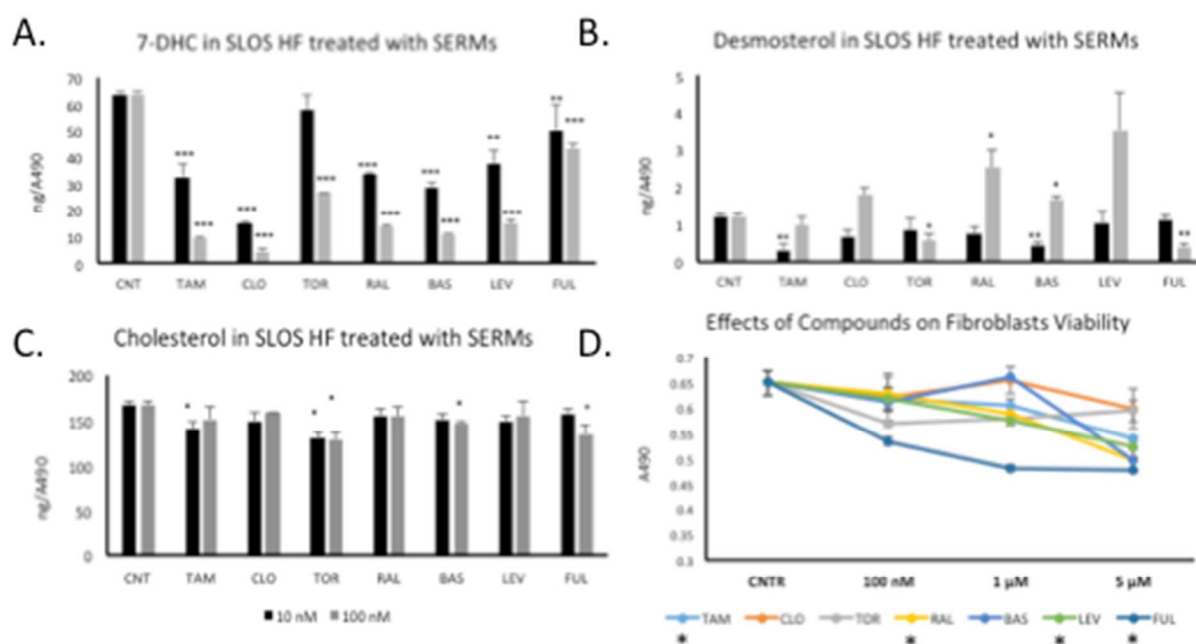 A.
7-DHC in SLOS HF treated with SERMs
70
60
50
40
30
20
10
0
ng/A490
*** *** *** *** *** *** *** *** *** ** *** ** ***
CNT TAM CLO TOR RAL BAS LEV FUL
B.
Desmosterol in SLOS HF treated with SERMs
5
4
3
2
1
0
ng/A490
** * * ** * **
CNT TAM CLO TOR RAL BAS LEV FUL
C.
Cholesterol in SLOS HF treated with SERMs
200
150
100
50
0
ng/A490
* * * * *
CNT TAM CLO TOR RAL BAS LEV FUL
10 nM 100 nM
D.
Effects of Compounds on Fibroblasts Viability
0.7
0.65
0.6
0.55
0.5
0.45
0.4
0.35
0.3
A490
CNTR 100 nM 1 µM 5 µM
TAM CLO TOR RAL BAS LEV FUL
* * * *